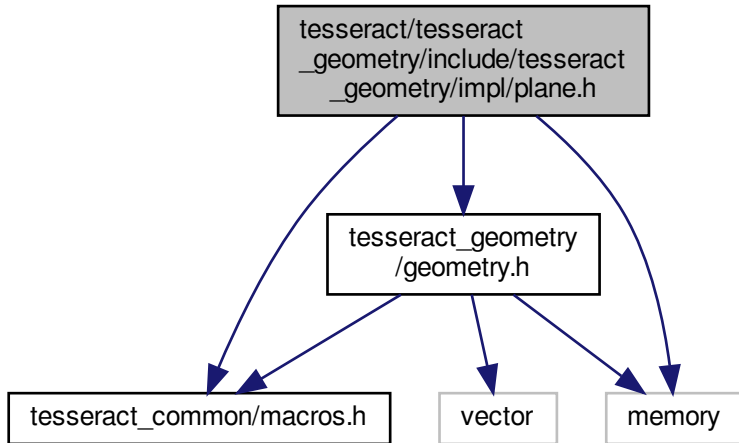 tesseract/tesseract
_geometry/include/tesseract
_geometry/impl/plane.h
tesseract_geometry
/geometry.h
tesseract_common/macros.h
vector
memory